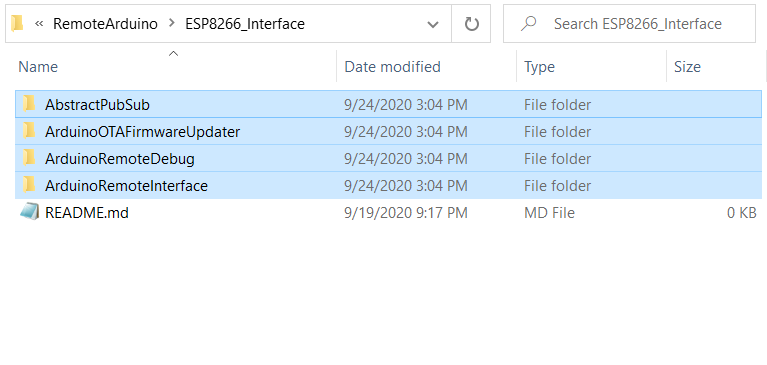 « RemoteArduino > ESP8266_Interface Search ESP8266_Interface
Name Date modified Type Size
AbstractPubSub 9/24/2020 3:04 PM File folder
ArduinoOTAFirmwareUpdater 9/24/2020 3:04 PM File folder
ArduinoRemoteDebug 9/24/2020 3:04 PM File folder
ArduinoRemoteInterface 9/24/2020 3:04 PM File folder
README.md 9/19/2020 9:17 PM MD File 0 KB